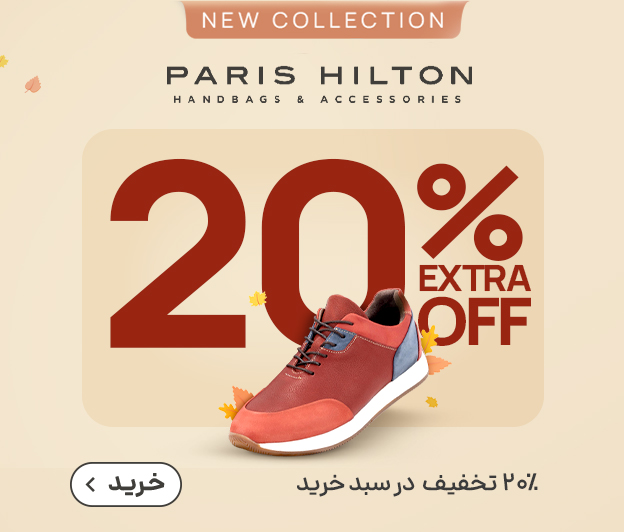 NEW COLLECTION
PARIS HILTON
HANDBAGS & ACCESSORIES
20%
EXTRA
OFF
۲۰٪ تخفیف در سبد خرید
خرید